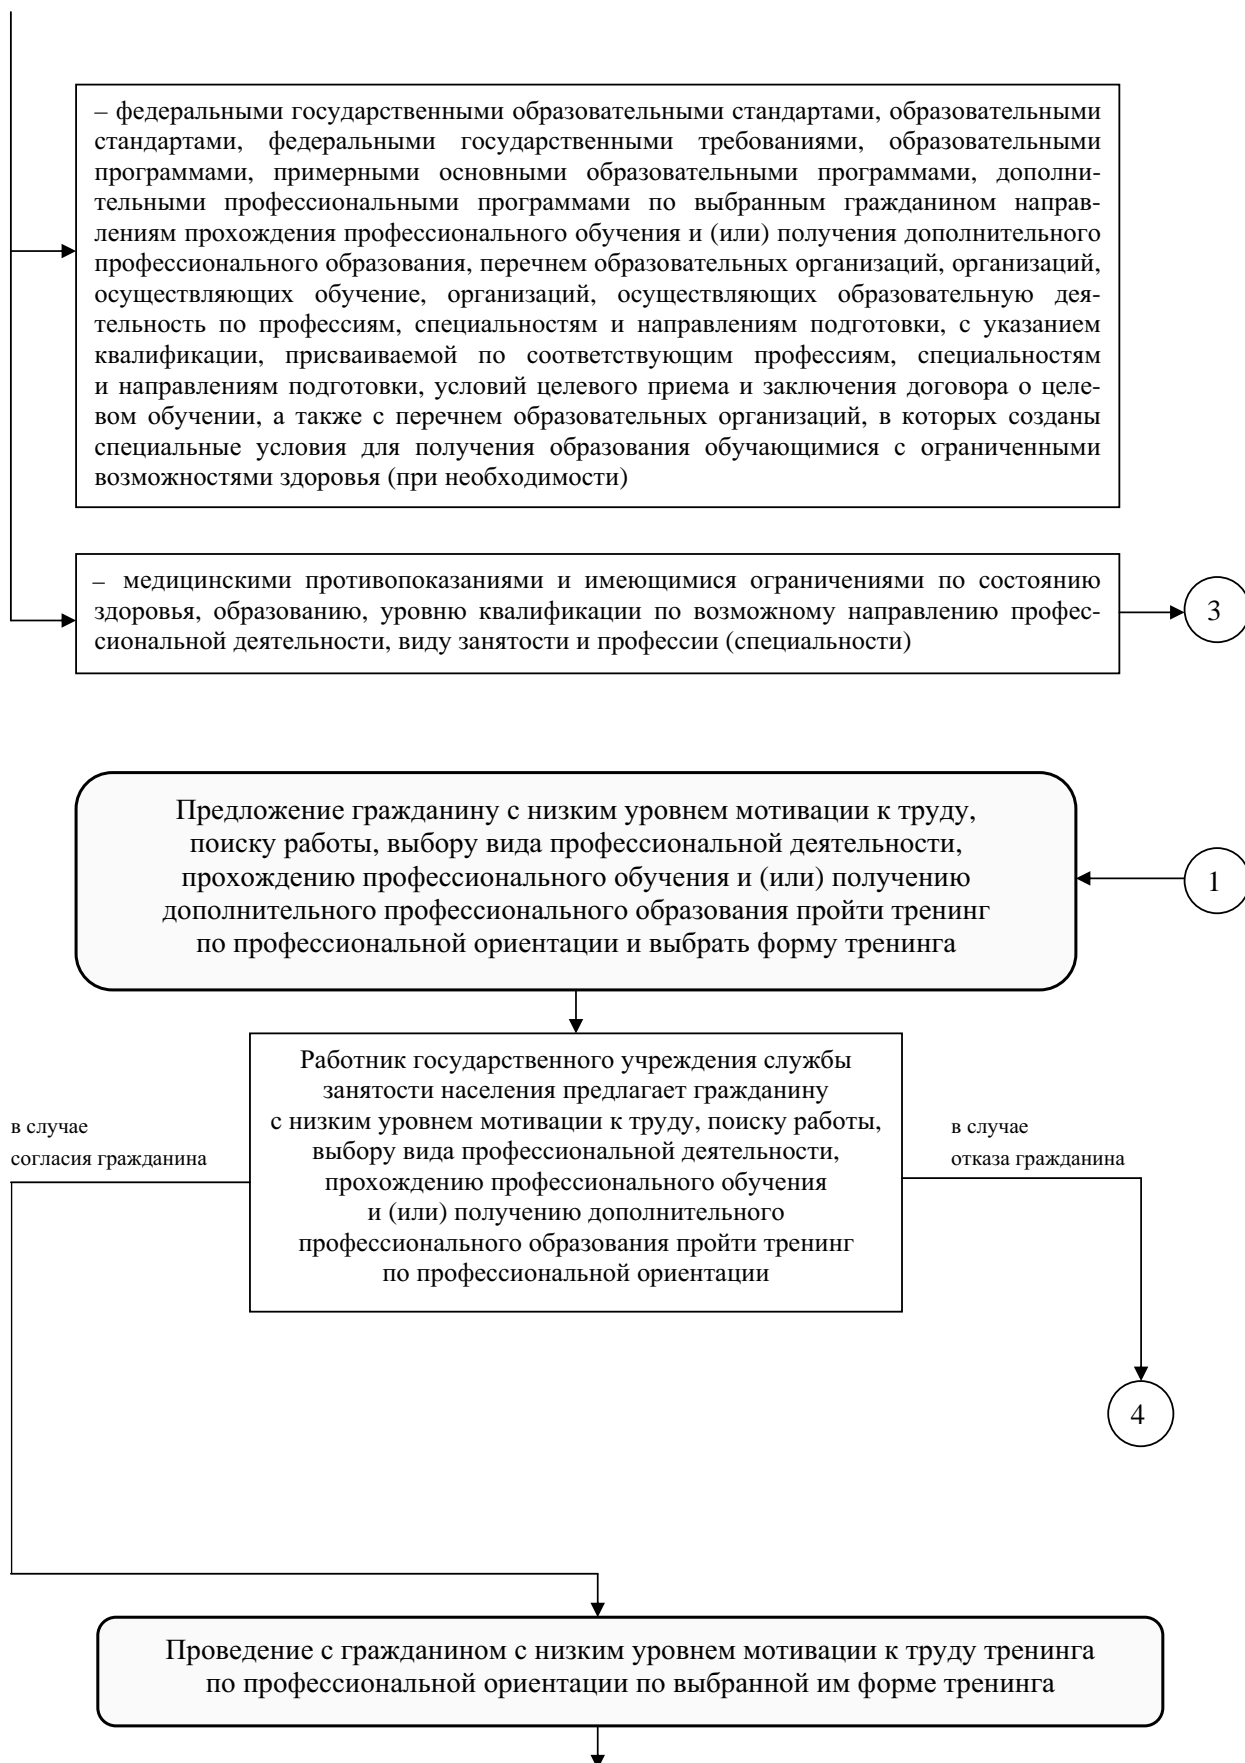 – федеральными государственными образовательными стандартами, образовательными
стандартами, федеральными государственными требованиями, образовательными
программами, примерными основными образовательными программами, дополни-
тельными профессиональными программами по выбранным гражданином направ-
лениям прохождения профессионального обучения и (или) получения дополнительного
профессионального образования, перечнем образовательных организаций, организаций,
осуществляющих обучение, организаций, осуществляющих образовательную дея-
тельность по профессиям, специальностям и направлениям подготовки, с указанием
квалификации, присваиваемой по соответствующим профессиям, специальностям
и направлениям подготовки, условий целевого приема и заключения договора о целе-
вом обучении, а также с перечнем образовательных организаций, в которых созданы
специальные условия для получения образования обучающимися с ограниченными
возможностями здоровья (при необходимости)
– медицинскими противопоказаниями и имеющимися ограничениями по состоянию
здоровья, образованию, уровню квалификации по возможному направлению профес-
сиональной деятельности, виду занятости и профессии (специальности)
3
Предложение гражданину с низким уровнем мотивации к труду,
поиску работы, выбору вида профессиональной деятельности,
прохождению профессионального обучения и (или) получению
дополнительного профессионального образования пройти тренинг
по профессиональной ориентации и выбрать форму тренинга
1
Работник государственного учреждения службы
занятости населения предлагает гражданину
с низким уровнем мотивации к труду, поиску работы,
выбору вида профессиональной деятельности,
прохождению профессионального обучения
и (или) получению дополнительного
профессионального образования пройти тренинг
по профессиональной ориентации
в случае
согласия гражданина
в случае
отказа гражданина
4
Проведение с гражданином с низким уровнем мотивации к труду тренинга
по профессиональной ориентации по выбранной им форме тренинга